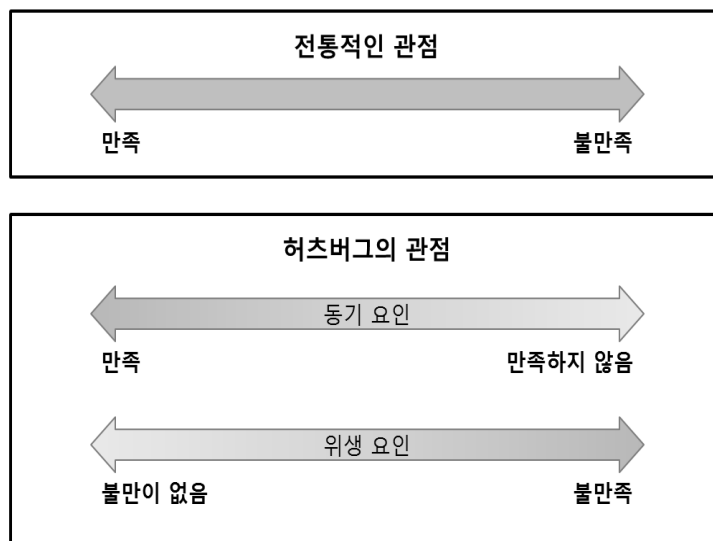 전통적인 관점
만족 불만족
허츠버그의 관점
동기 요인
만족 만족하지 않음
위생 요인
불만이 없음 불만족